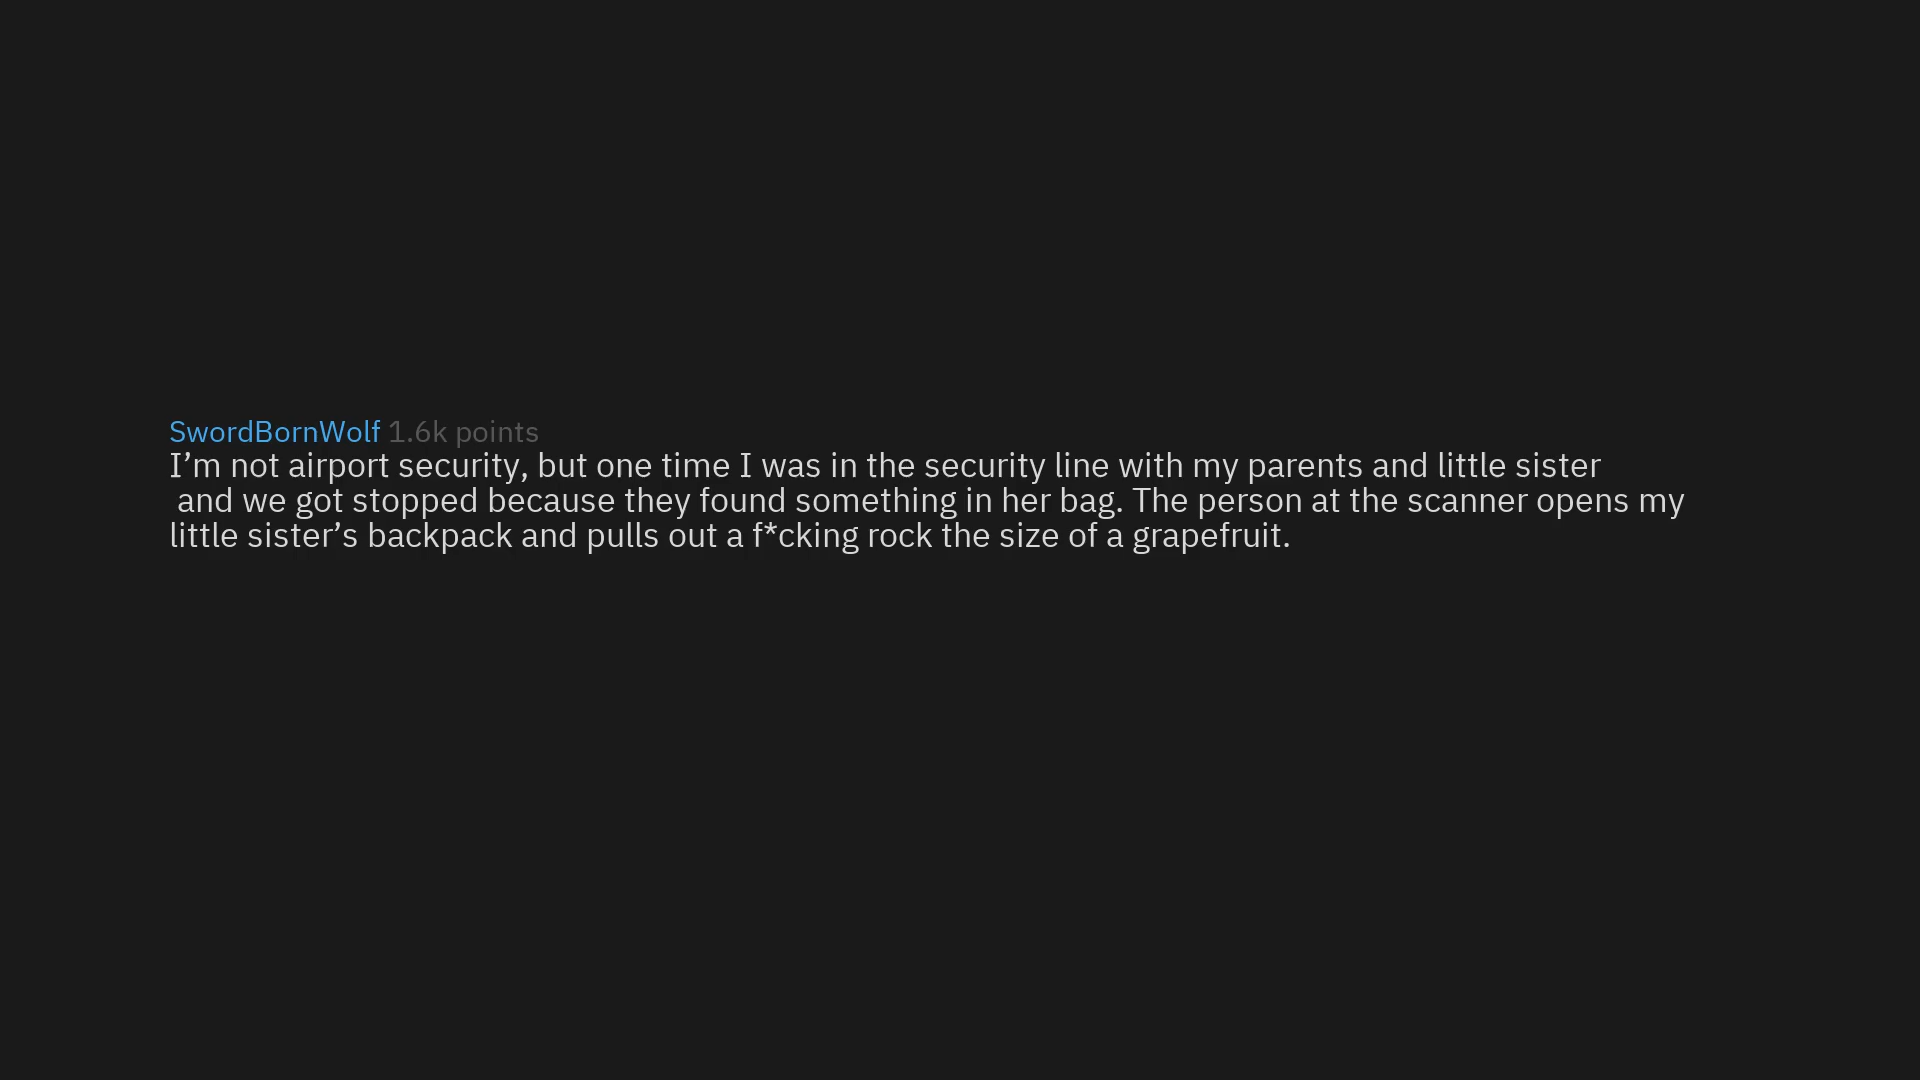 SwordBornWolf 1.6k points
I’m not airport security, but one time I was in the security line with my parents and little sister
and we got stopped because they found something in her bag. The person at the scanner opens my
little sister’s backpack and pulls out a f*cking rock the size of a grapefruit.